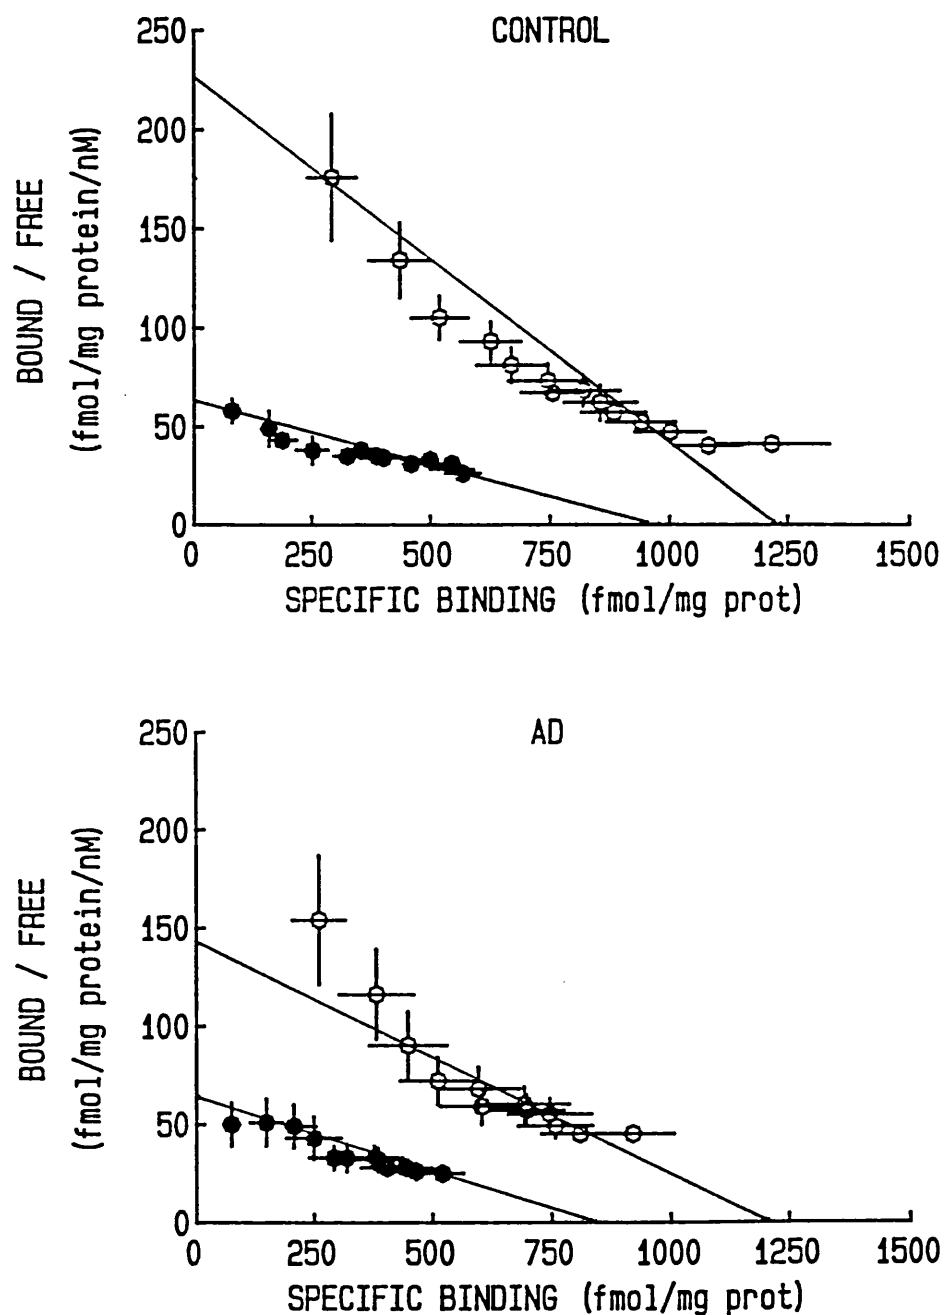 CONTROL
250
200
150
100
50
0
BOUND / FREE
(fmol/mg protein/nM)
0 250 500 750 1000 1250 1500
SPECIFIC BINDING (fmol/mg prot)
AD
250
200
150
100
50
0
BOUND / FREE
(fmol/mg protein/nM)
0 250 500 750 1000 1250 1500
SPECIFIC BINDING (fmol/mg prot)